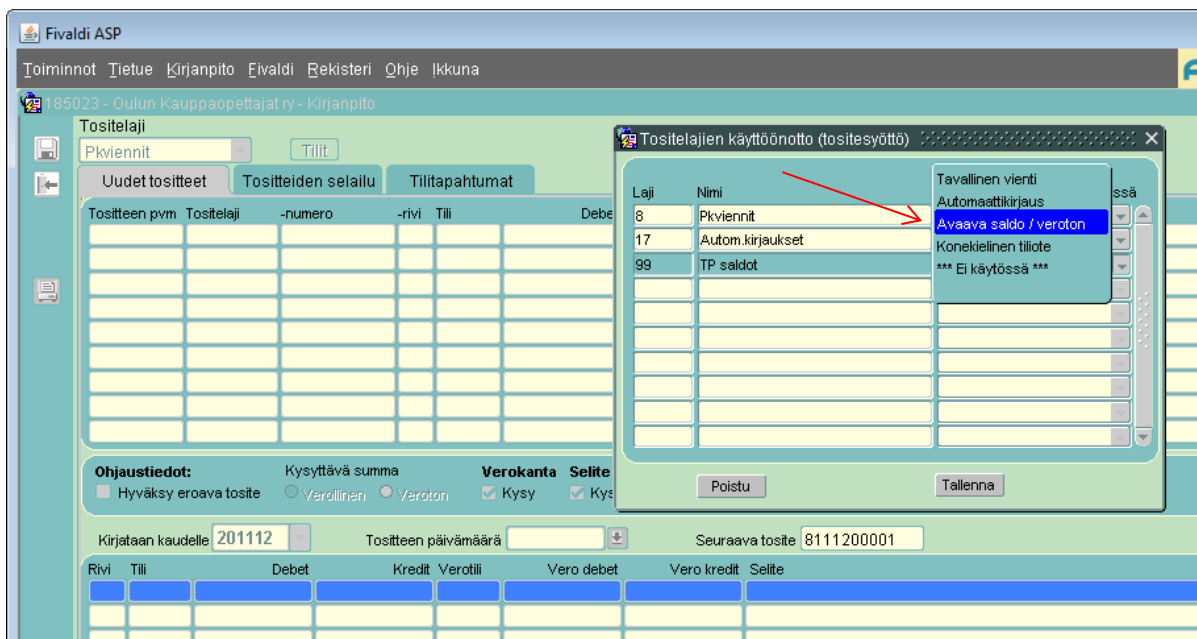 Fivaldi ASP
Toiminnot Tietue Kirjanpito Fivaldi Rekisteri Ohje Ikkuna
185023 - Oulun Kauppaopettajat ry - Kirjanpito
Tositelaji
Pkviennit Tilit
Uudet tositteet Tositteiden selailu Tilitapahtumat
Tositteen pvm Tositelaji -numero -rivi Tili Debe
Tositelajien käyttöönotto (tositesyöttö)
Laji Nimi ssä
8 Pkviennit
17 Autom.kirjaukset
99 TP saldot
Tavallinen vienti
Automaattikirjaus
Avaava saldo / veroton
Konekielinen tiliote
*** Ei käytössä ***
Poistu Tallenna
Ohjaustiedot: Kysyttävä summa Verokanta Selite
Hyväksy eroava tosite Verollinen Veroton Kysy Kys
Kirjataan kaudelle 201112 Tositteen päivämäärä Seuraava tosite 8111200001
Rivi Tili Debet Kredit Verotili Vero debet Vero kredit Selite